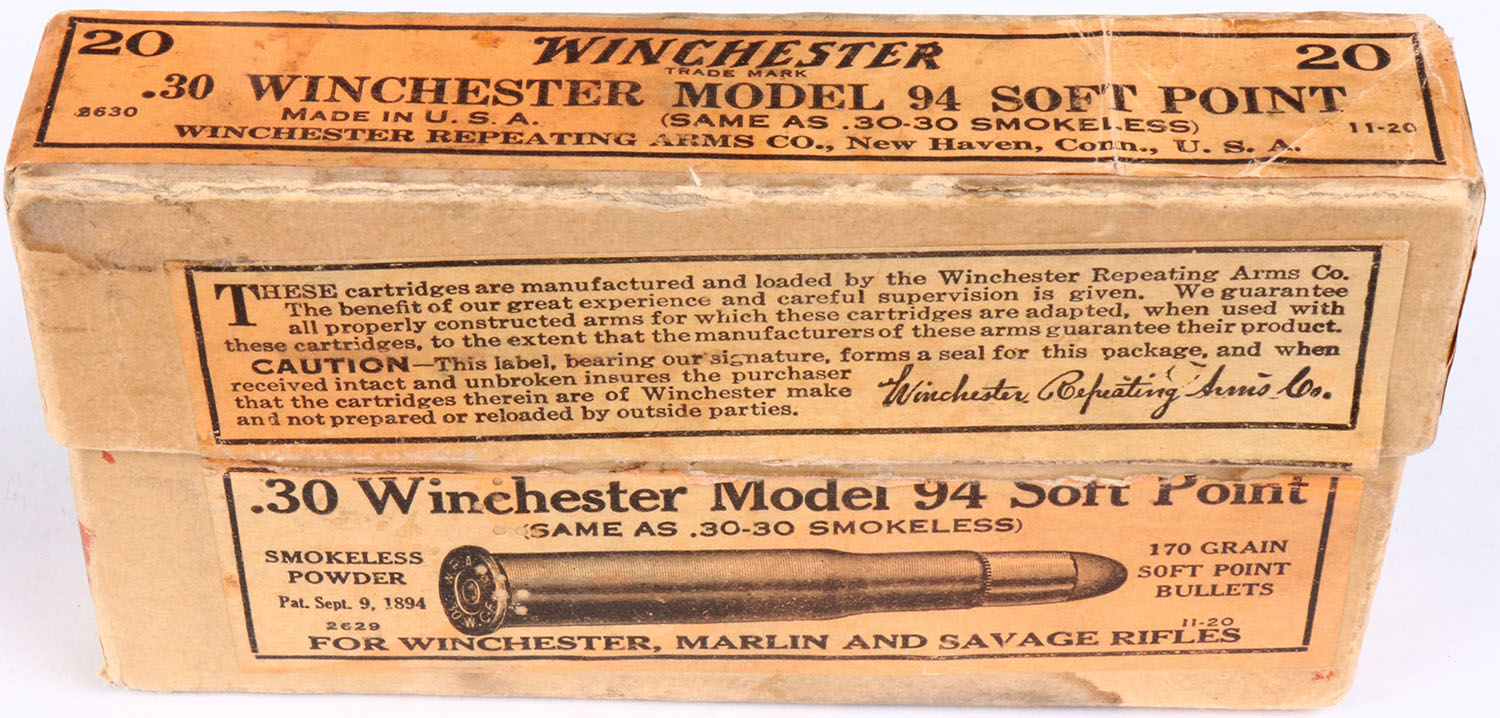 20 WINCHESTER 20
TRADE MARK
.30 WINCHESTER MODEL 94 SOFT POINT
2630 MADE IN U.S.A. (SAME AS .30-30 SMOKELESS) 11-20
WINCHESTER REPEATING ARMS CO., New Haven, Conn., U. S. A.
THESE cartridges are manufactured and loaded by the Winchester Repeating Arms Co.
The benefit of our great experience and careful supervision is given. We guarantee
all properly constructed arms for which these cartridges are adapted, when used with
these cartridges, to the extent that the manufacturers of these arms guarantee their product.
CAUTION—This label, bearing our signature, forms a seal for this package, and when
received intact and unbroken insures the purchaser
that the cartridges therein are of Winchester make
and not prepared or reloaded by outside parties.
Winchester Repeating Arms Co.
.30 Winchester Model 94 Soft Point
(SAME AS .30-30 SMOKELESS)
SMOKELESS
POWDER
Pat. Sept. 9, 1894
2629
W.R.A.
30 W.C.F.
170 GRAIN
SOFT POINT
BULLETS
11-20
FOR WINCHESTER, MARLIN AND SAVAGE RIFLES